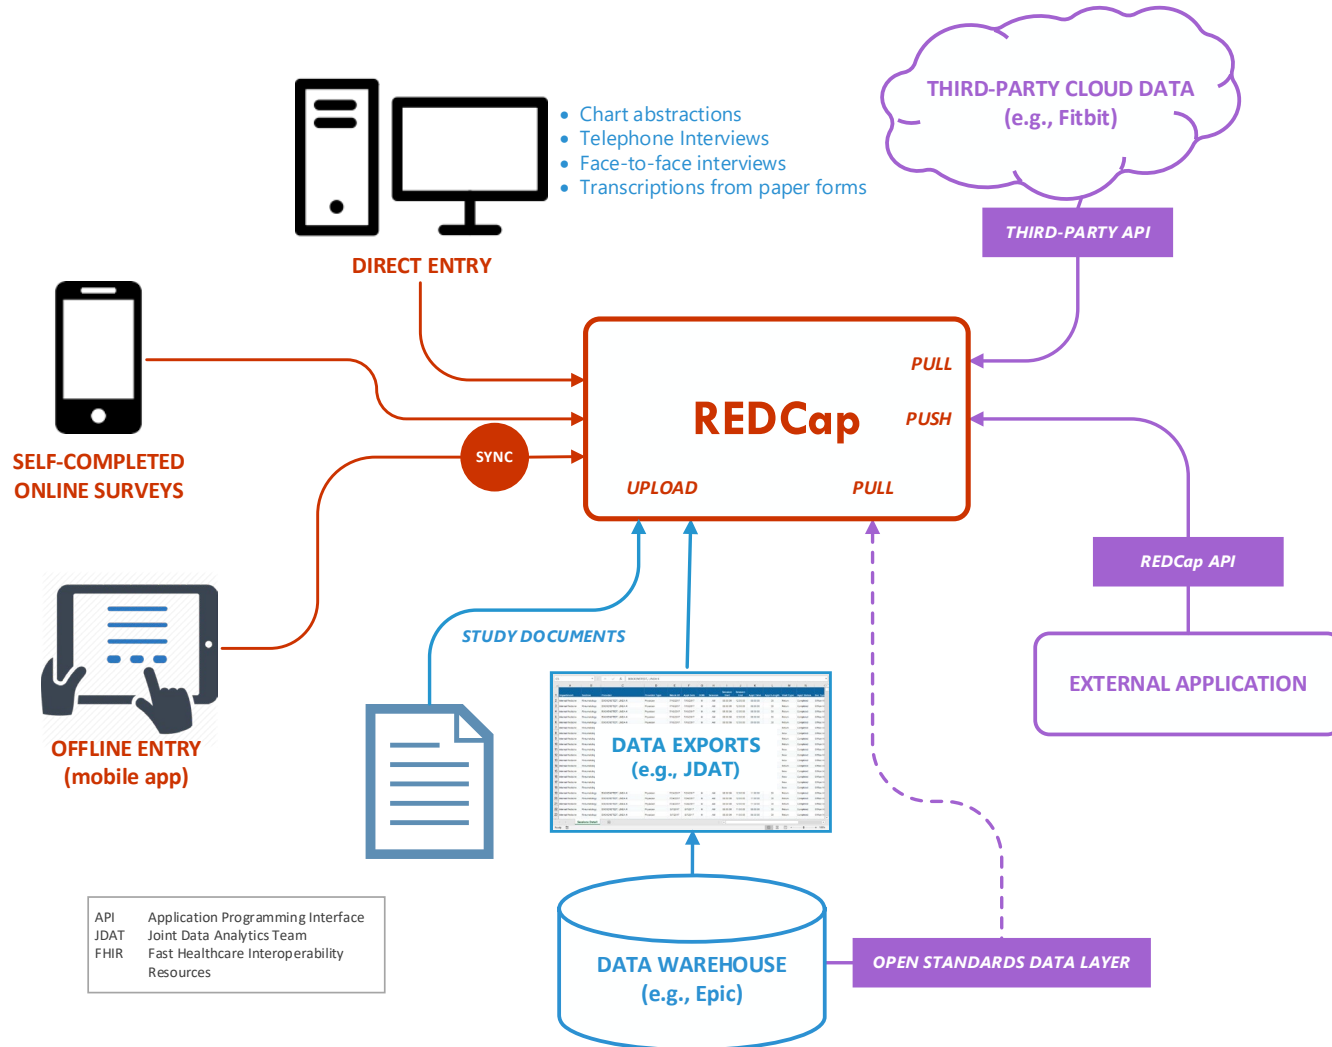 THIRD-PARTY CLOUD DATA
(e.g., Fitbit)
• Chart abstractions
• Telephone Interviews
• Face-to-face interviews
• Transcriptions from paper forms
THIRD-PARTY API
DIRECT ENTRY
PULL
REDCap
PUSH
SELF-COMPLETED
ONLINE SURVEYS
SYNC
UPLOAD
PULL
REDCap API
STUDY DOCUMENTS
EXTERNAL APPLICATION
OFFLINE ENTRY
(mobile app)
DATA EXPORTS
(e.g., JDAT)
API Application Programming Interface
JDAT Joint Data Analytics Team
FHIR Fast Healthcare Interoperability
Resources
DATA WAREHOUSE
(e.g., Epic)
OPEN STANDARDS DATA LAYER